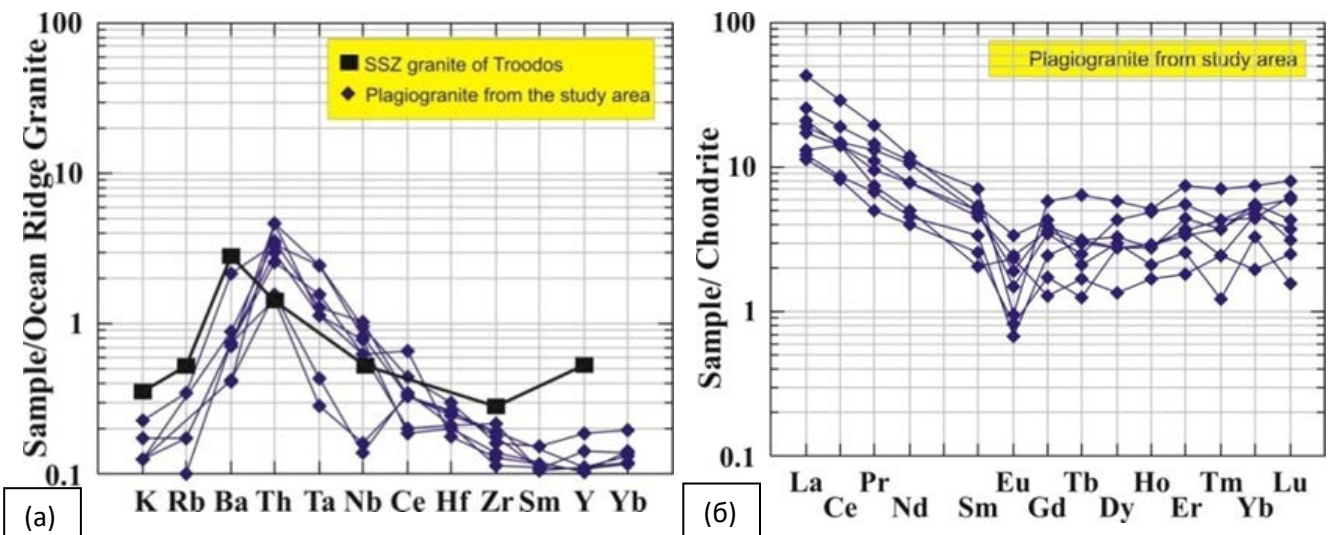 Sample/Ocean Ridge Granite
100
10
1
0.1
SSZ granite of Troodos
Plagiogranite from the study area
K Rb Ba Th Ta Nb Ce Hf Zr Sm Y Yb
(а)
Sample/ Chondrite
100
10
1
0.1
Plagiogranite from study area
La Pr Eu Tb Ho Tm Lu
Ce Nd Sm Gd Dy Er Yb
(б)